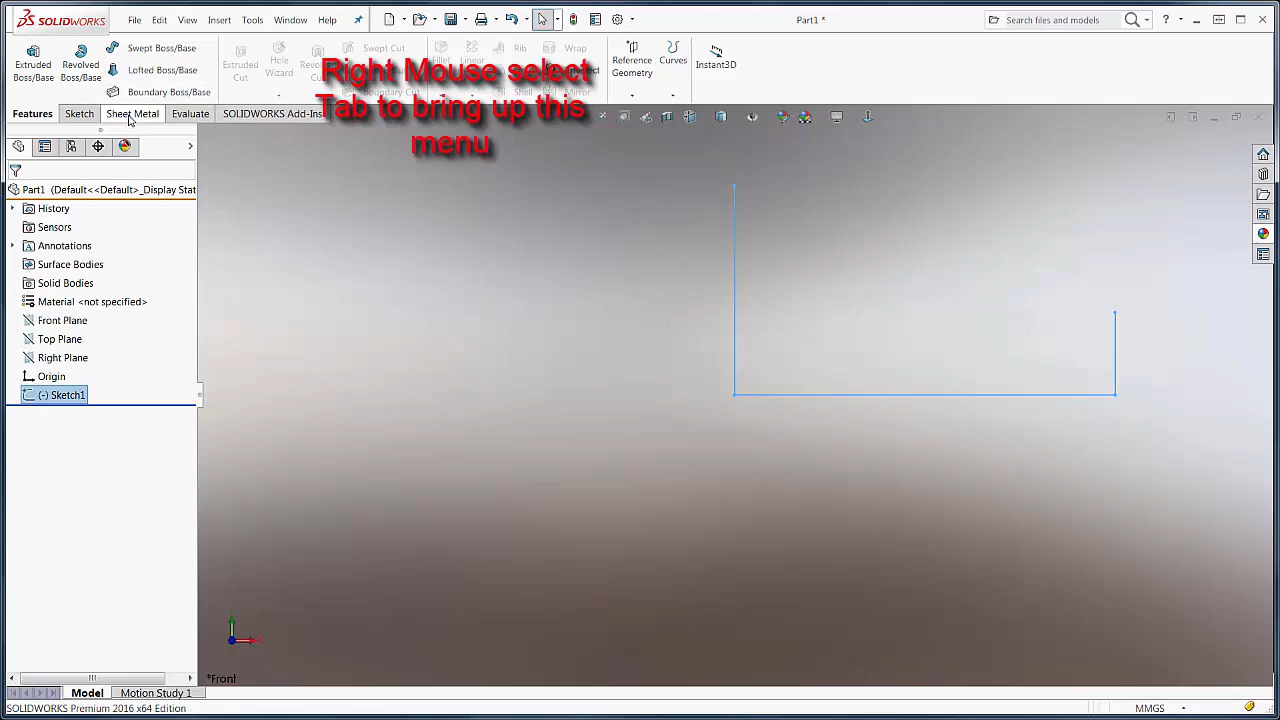 SOLIDWORKS
File Edit View Insert Tools Window Help
Part1 *
Search files and models
Extruded Boss/Base
Revolved Boss/Base
Swept Boss/Base
Lofted Boss/Base
Boundary Boss/Base
Extruded Cut
Hole Wizard
Swept Cut
Rib
Wrap
Reference Geometry
Curves
Instant3D
Right Mouse select
Tab to bring up this
menu
Features Sketch Sheet Metal Evaluate SOLIDWORKS Add-Ins
Part1 (Default<<Default>_Display Stat
History
Sensors
Annotations
Surface Bodies
Solid Bodies
Material <not specified>
Front Plane
Top Plane
Right Plane
Origin
(-) Sketch1
*Front
Model Motion Study 1
SOLIDWORKS Premium 2016 x64 Edition
MMGS